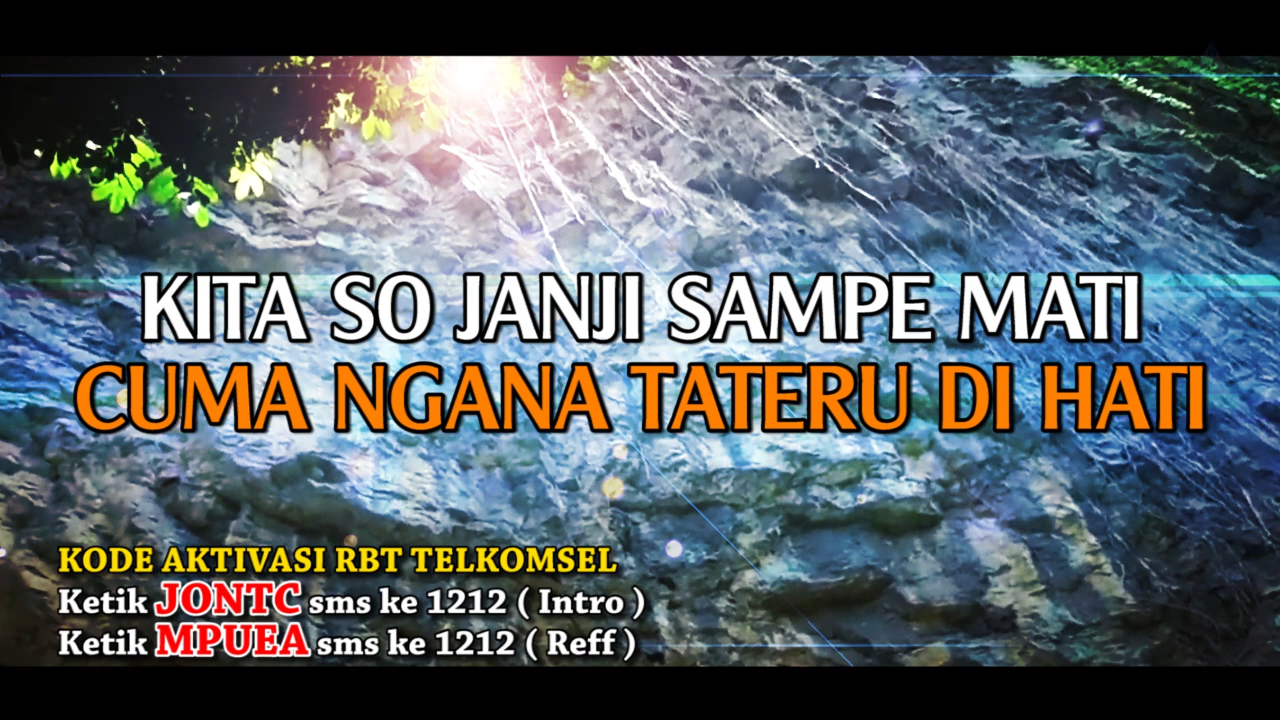 KITA SO JANJI SAMPE MATI
CUMA NGANA TATERU DI HATI
KODE AKTIVASI RBT TELKOMSEL
Ketik JONTC sms ke 1212 ( Intro )
Ketik MPUEA sms ke 1212 ( Reff )